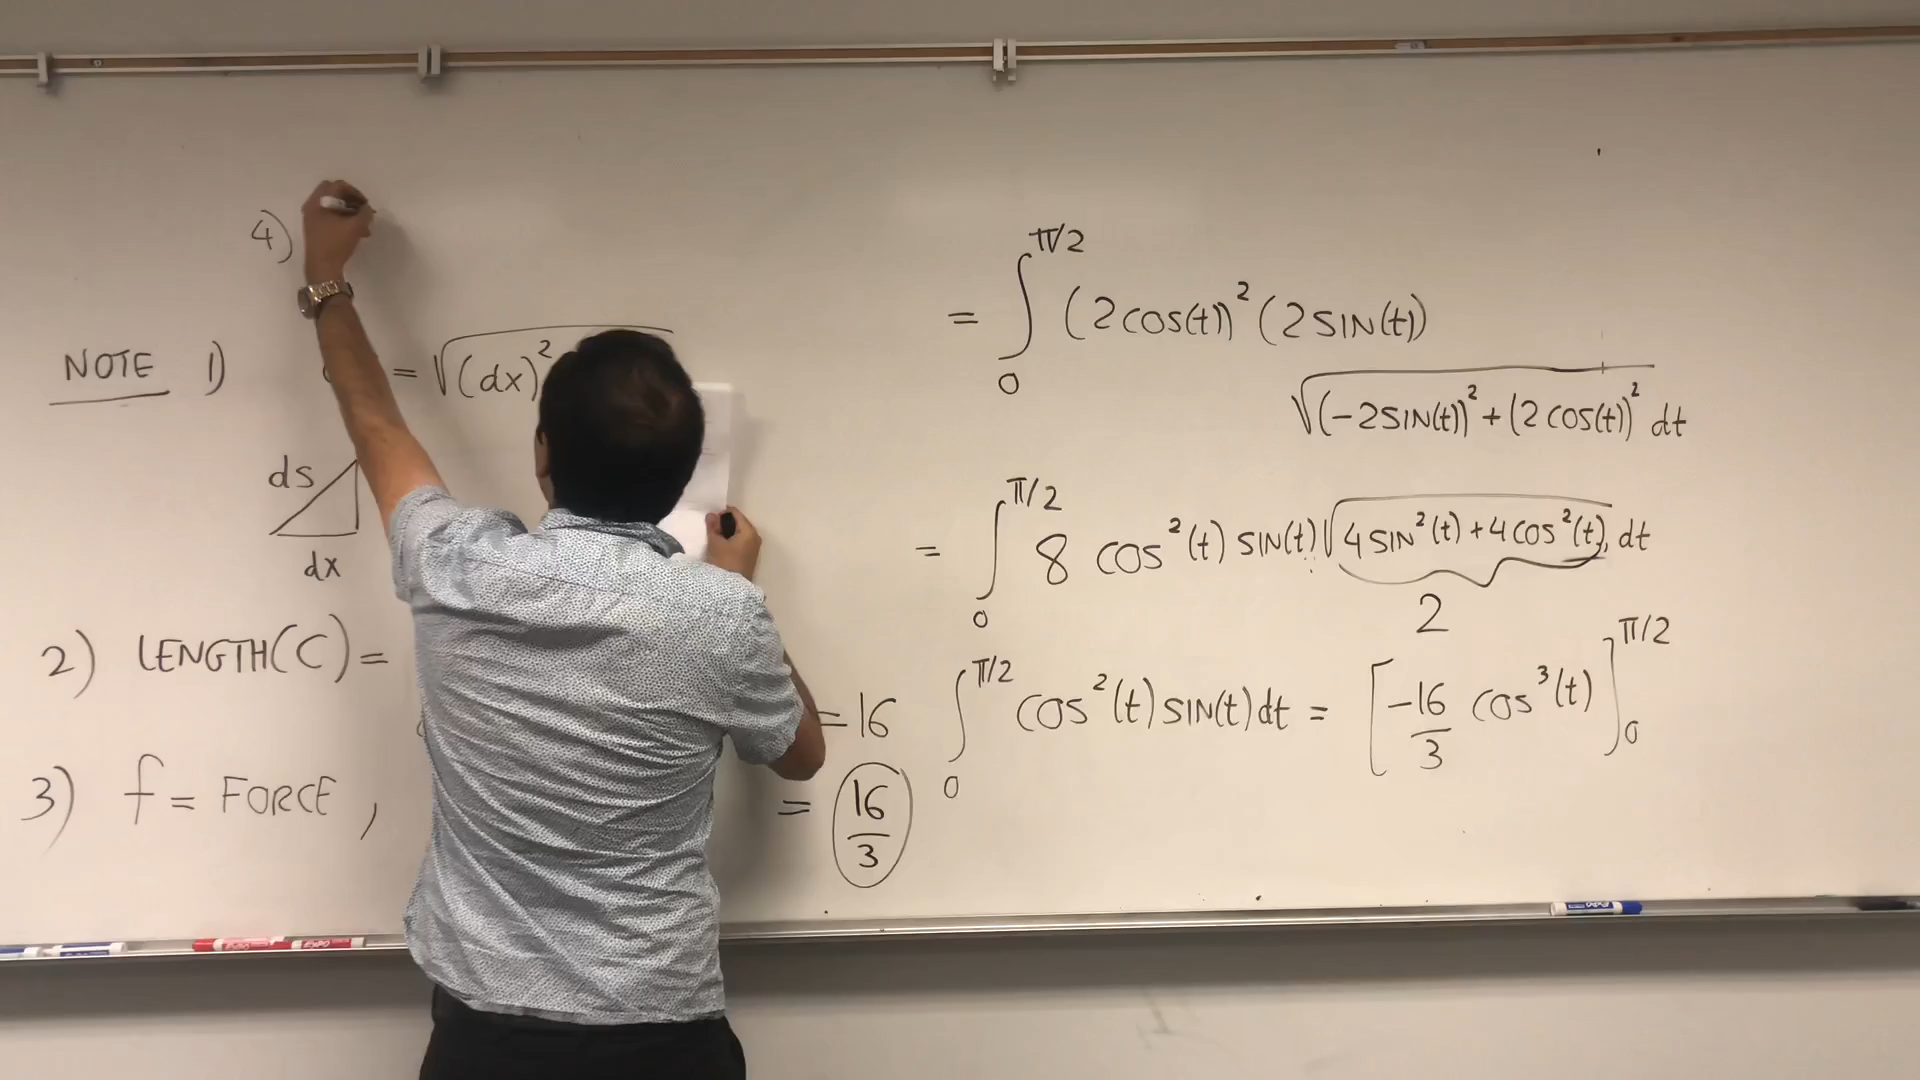 4)
NOTE 1) = √(dx)²
ds
dx
2) LENGTH(C) =
3) f = FORCE,
= ∫₀^π/2 (2cos(t))² (2SIN(t))
√(-2SIN(t))² + (2cos(t))² dt
= ∫₀^π/2 8 cos²(t) SIN(t) √4SIN²(t) + 4cos²(t) dt
2
= 16 ∫₀^π/2 cos²(t) SIN(t) dt = [-16/3 cos³(t)]₀^π/2
= 16/3
EXPO